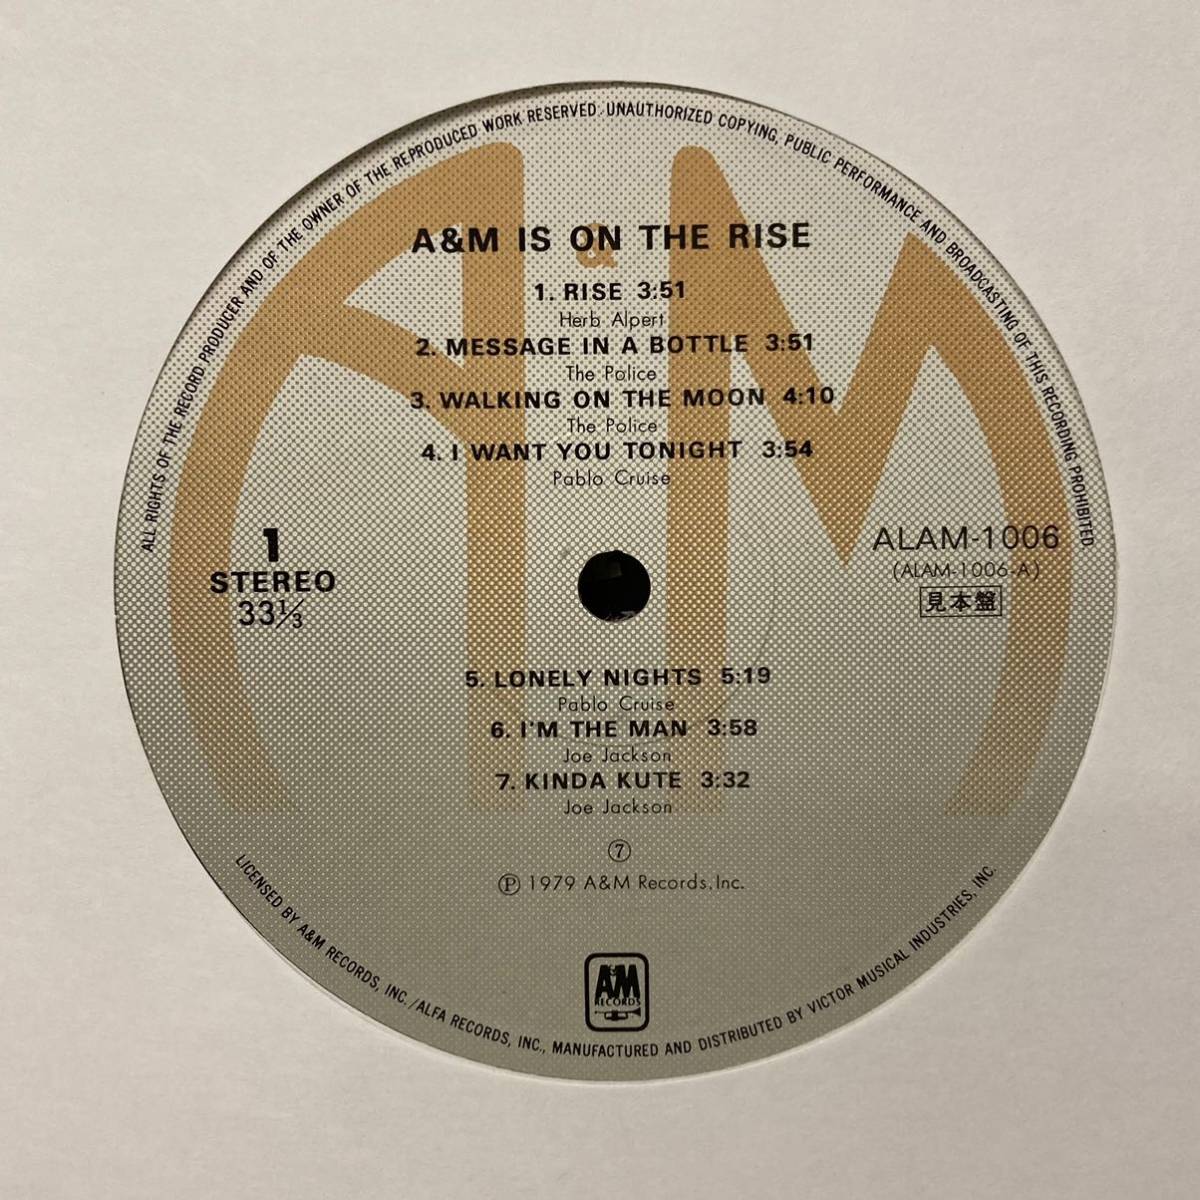 ALL RIGHTS OF THE RECORD PRODUCER AND OF THE OWNER OF THE REPRODUCED WORK RESERVED. UNAUTHORIZED COPYING, PUBLIC PERFORMANCE AND BROADCASTING OF THIS RECORDING PROHIBITED.
A&M IS ON THE RISE
&
1. RISE 3:51
Herb Alpert
2. MESSAGE IN A BOTTLE 3:51
The Police
3. WALKING ON THE MOON 4:10
The Police
4. I WANT YOU TONIGHT 3:54
Pablo Cruise
1
STEREO
33⅓
ALAM-1006
(ALAM-1006-A)
見本盤
5. LONELY NIGHTS 5:19
Pablo Cruise
6. I'M THE MAN 3:58
Joe Jackson
7. KINDA KUTE 3:32
Joe Jackson
⑦
Ⓟ 1979 A&M Records, Inc.
A&M
RECORDS
LICENSED BY A&M RECORDS, INC./ALFA RECORDS, INC., MANUFACTURED AND DISTRIBUTED BY VICTOR MUSICAL INDUSTRIES, INC.